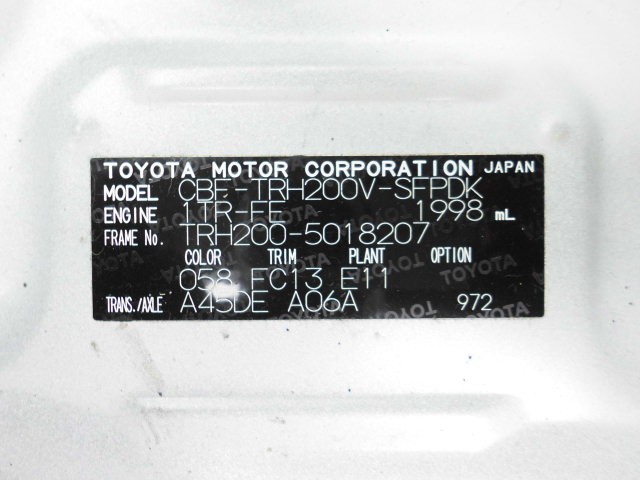 TOYOTA MOTOR CORPORATION JAPAN
MODEL CBF-TRH200V-SFPDK
ENGINE 1TR-FE 1998 mL
FRAME No. TRH200-5018207
COLOR TRIM PLANT OPTION
058 FC13 E11
TRANS./AXLE A45DE A06A 972